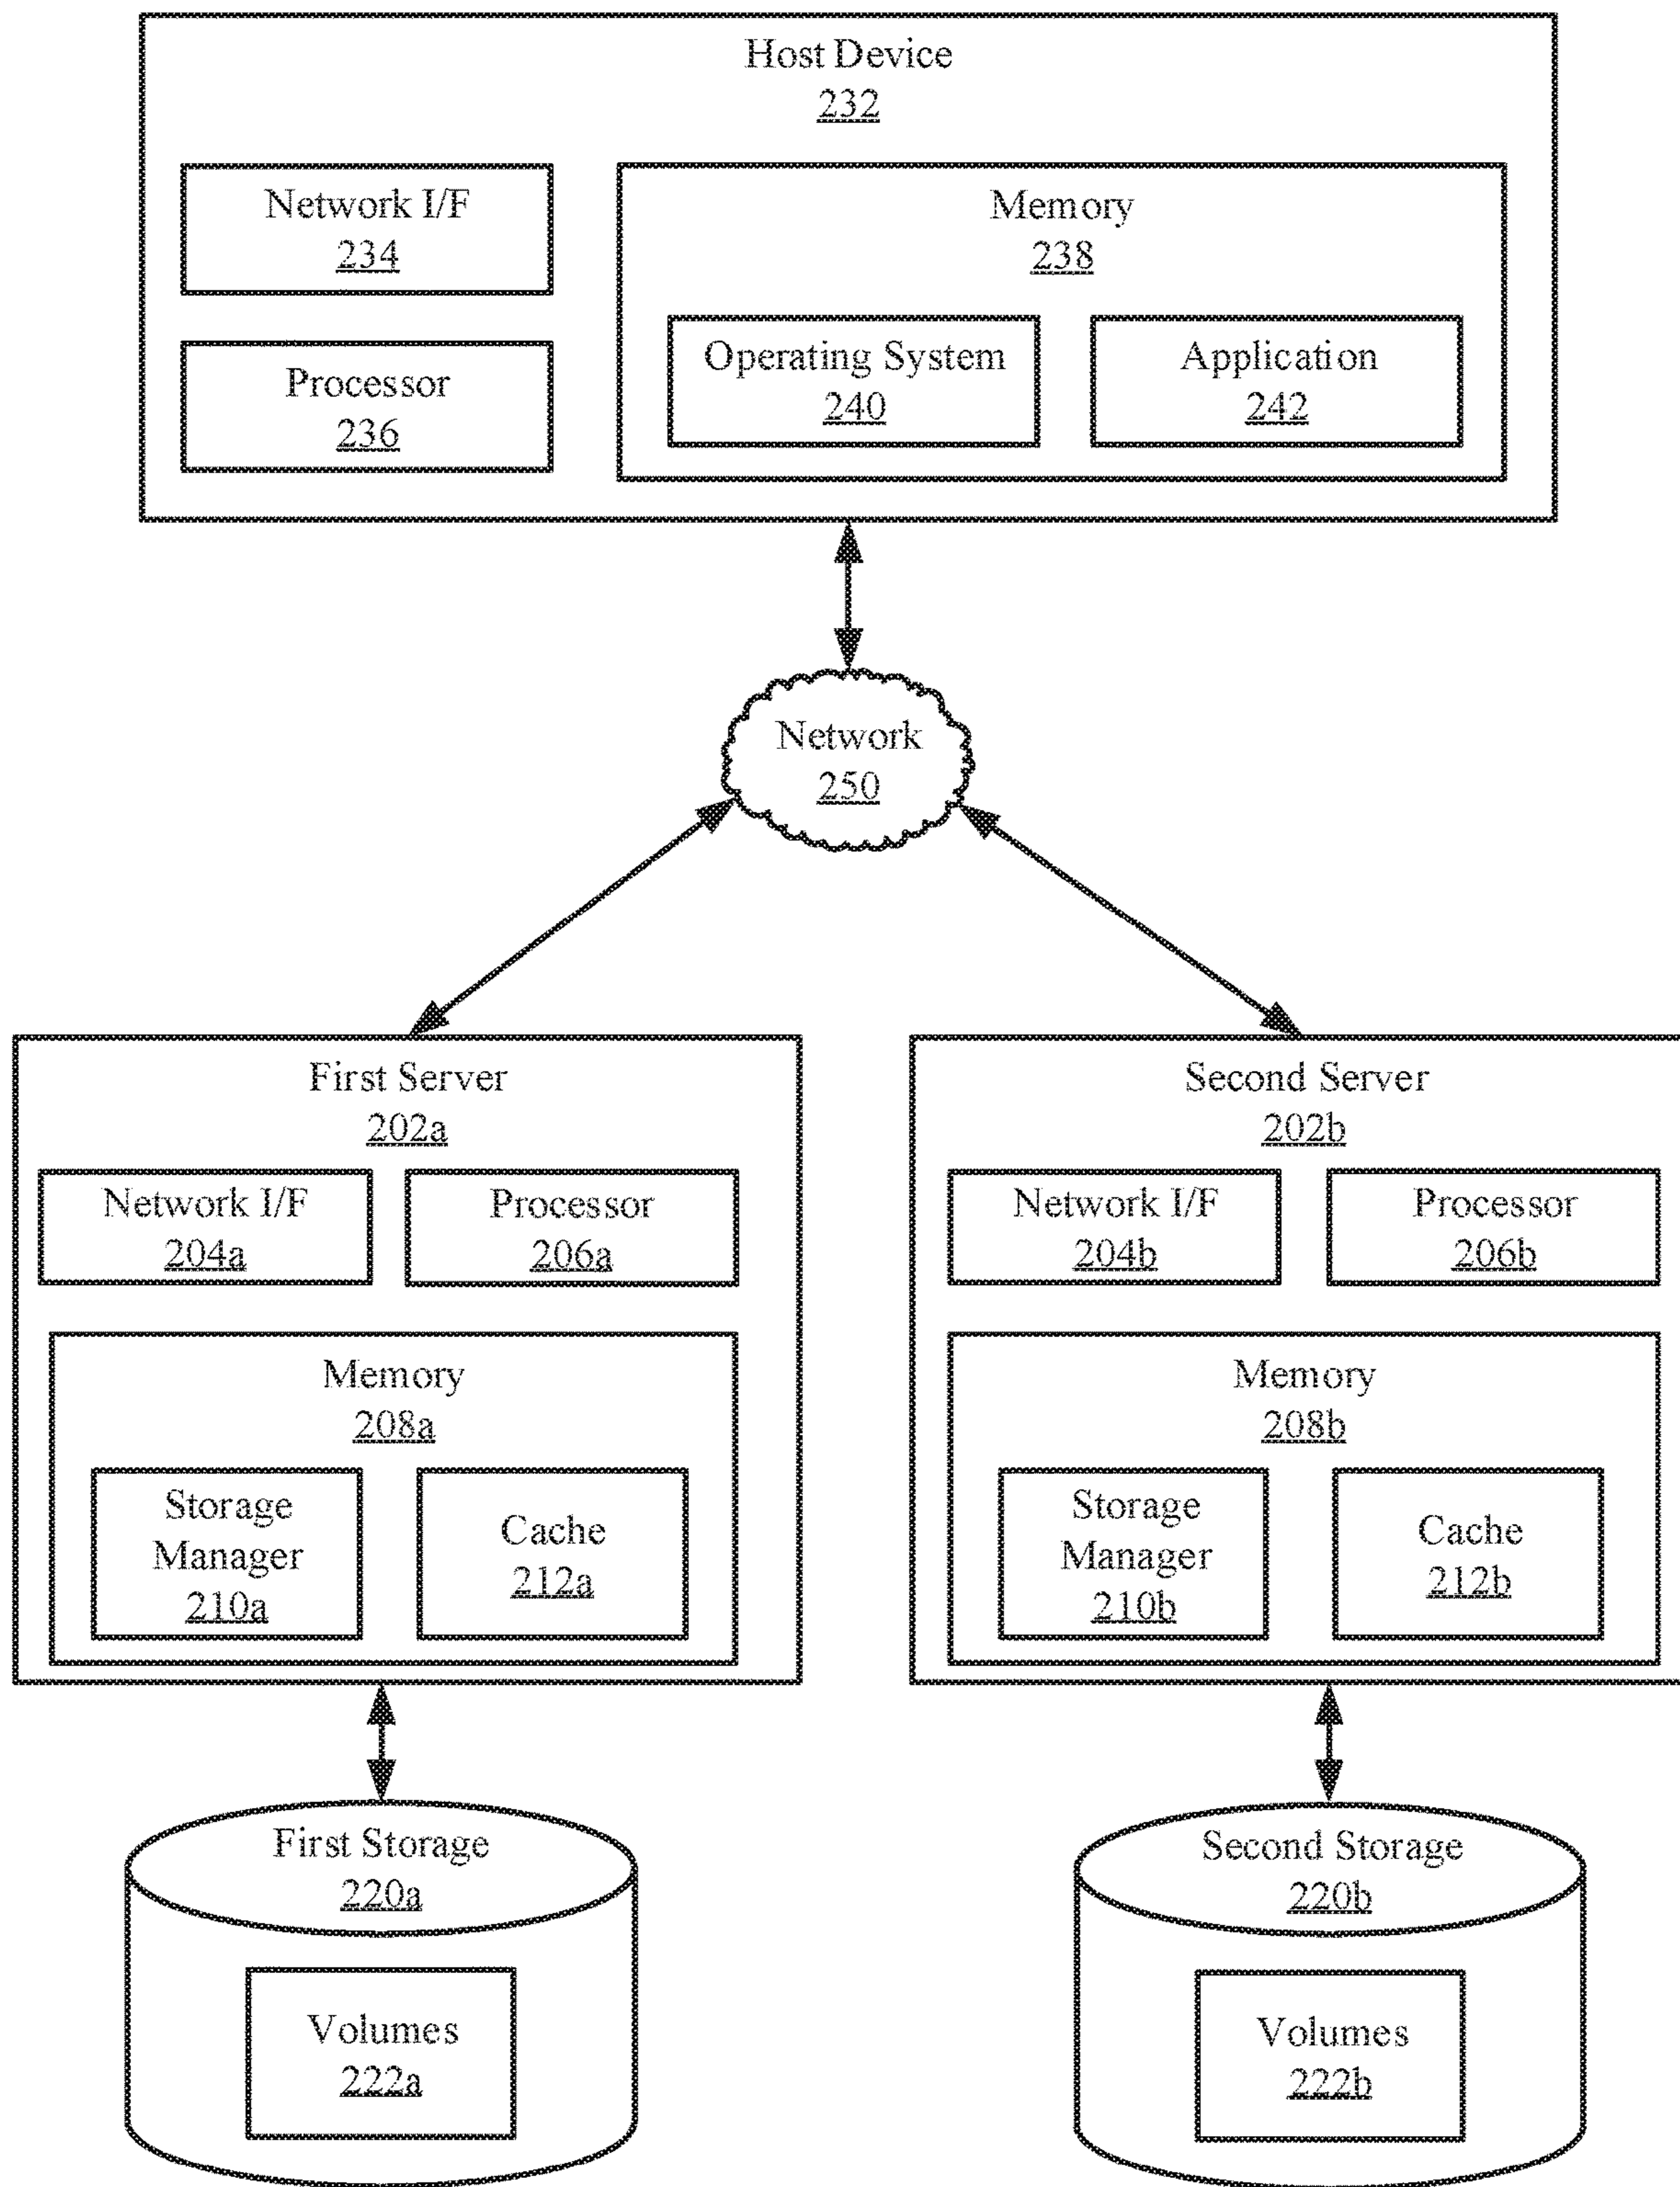 Host Device
232
Network I/F
234
Processor
236
Memory
238
Operating System
240
Application
242
Network
250
First Server
202a
Network I/F
204a
Processor
206a
Memory
208a
Storage
Manager
210a
Cache
212a
Second Server
202b
Network I/F
204b
Processor
206b
Memory
208b
Storage
Manager
210b
Cache
212b
First Storage
220a
Volumes
222a
Second Storage
220b
Volumes
222b